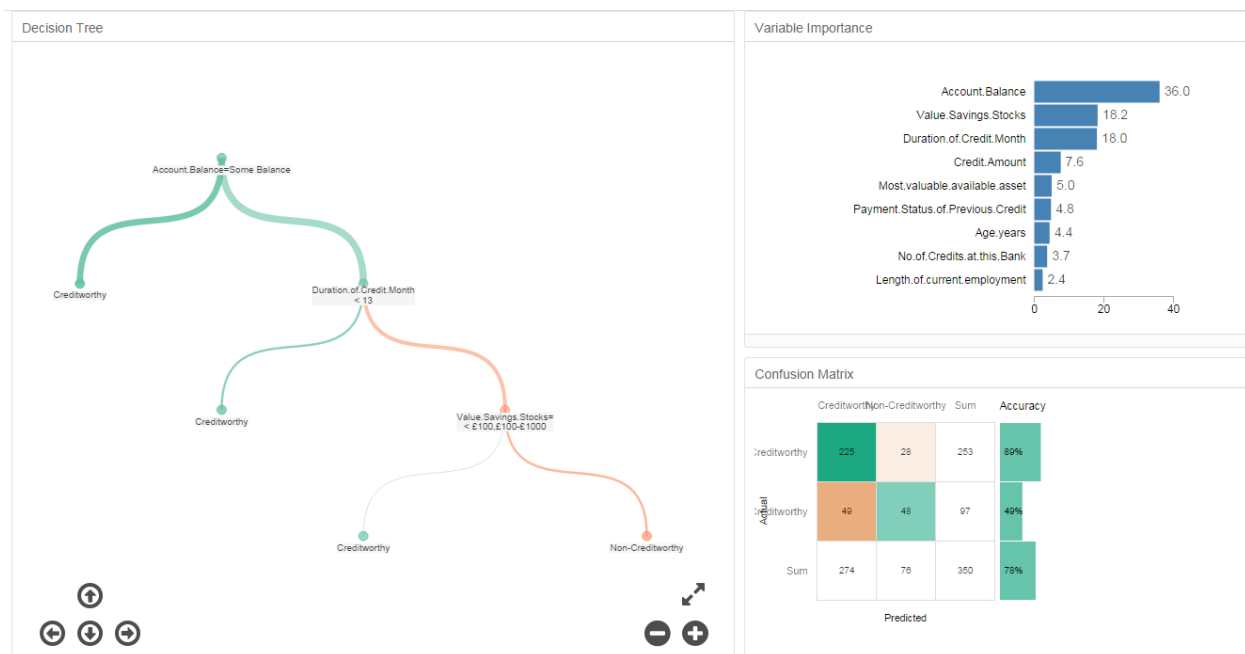 Decision Tree
Account.Balance=Some Balance
Creditworthy
Duration.of.Credit.Month
< 13
Creditworthy
Value.Savings.Stocks=
< £100,£100-£1000
Creditworthy
Non-Creditworthy
Variable Importance
Account.Balance 36.0
Value.Savings.Stocks 18.2
Duration.of.Credit.Month 18.0
Credit.Amount 7.6
Most.valuable.available.asset 5.0
Payment.Status.of.Previous.Credit 4.8
Age.years 4.4
No.of.Credits.at.this.Bank 3.7
Length.of.current.employment 2.4
0 20 40
Confusion Matrix
Creditworthy Non-Creditworthy Sum Accuracy
Creditworthy 225 28 253 89%
Actual
Creditworthy 49 48 97 49%
Sum 274 76 350 78%
Predicted